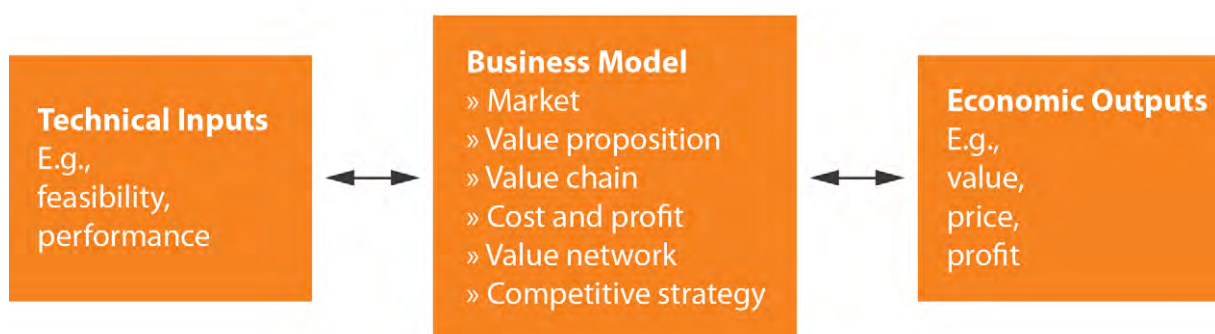 Technical Inputs
E.g.,
feasibility,
performance
Business Model
» Market
» Value proposition
» Value chain
» Cost and profit
» Value network
» Competitive strategy
Economic Outputs
E.g.,
value,
price,
profit